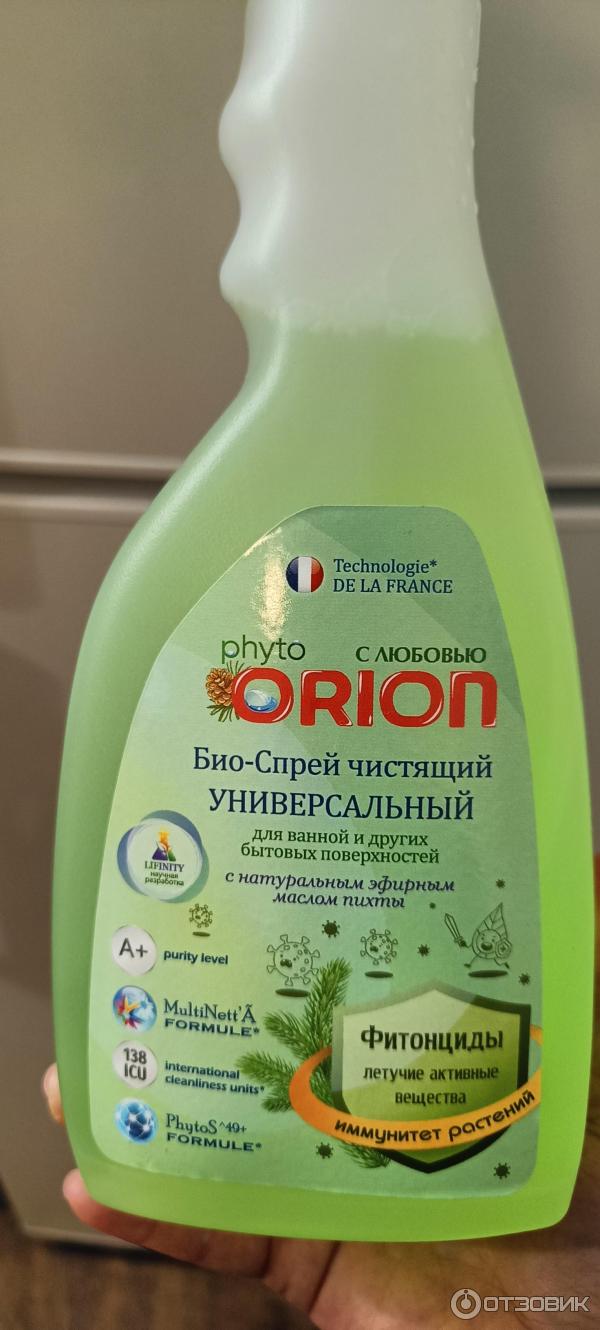 Technologie*
DE LA FRANCE
phyto С ЛЮБОВЬЮ
ORION
Био-Спрей чистящий
УНИВЕРСАЛЬНЫЙ
для ванной и других
бытовых поверхностей
с натуральным эфирным
маслом пихты
LIFINITY
научная
разработка
A+ purity level
MultiNett'Ã
FORMULE*
138
ICU
international
cleanliness units*
PhytoS^49+
FORMULE*
Фитонциды
летучие активные
вещества
иммунитет растений
ОТЗОВИК